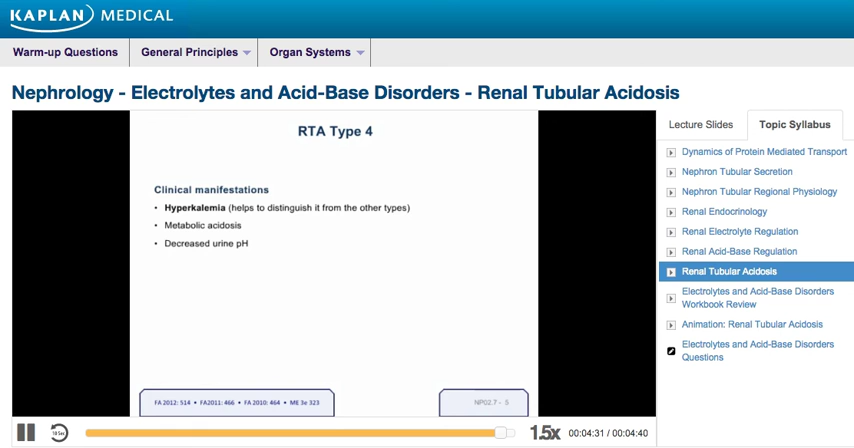 KAPLAN MEDICAL
Warm-up Questions General Principles Organ Systems
Nephrology - Electrolytes and Acid-Base Disorders - Renal Tubular Acidosis
RTA Type 4
Clinical manifestations
• Hyperkalemia (helps to distinguish it from the other types)
• Metabolic acidosis
• Decreased urine pH
FA 2012: 514 • FA2011: 466 • FA 2010: 464 • ME 3e 323
NP02.7 - 5
10 Sec
1.5x 00:04:31 / 00:04:40
Lecture Slides Topic Syllabus
Dynamics of Protein Mediated Transport
Nephron Tubular Secretion
Nephron Tubular Regional Physiology
Renal Endocrinology
Renal Electrolyte Regulation
Renal Acid-Base Regulation
Renal Tubular Acidosis
Electrolytes and Acid-Base Disorders
Workbook Review
Animation: Renal Tubular Acidosis
Electrolytes and Acid-Base Disorders
Questions